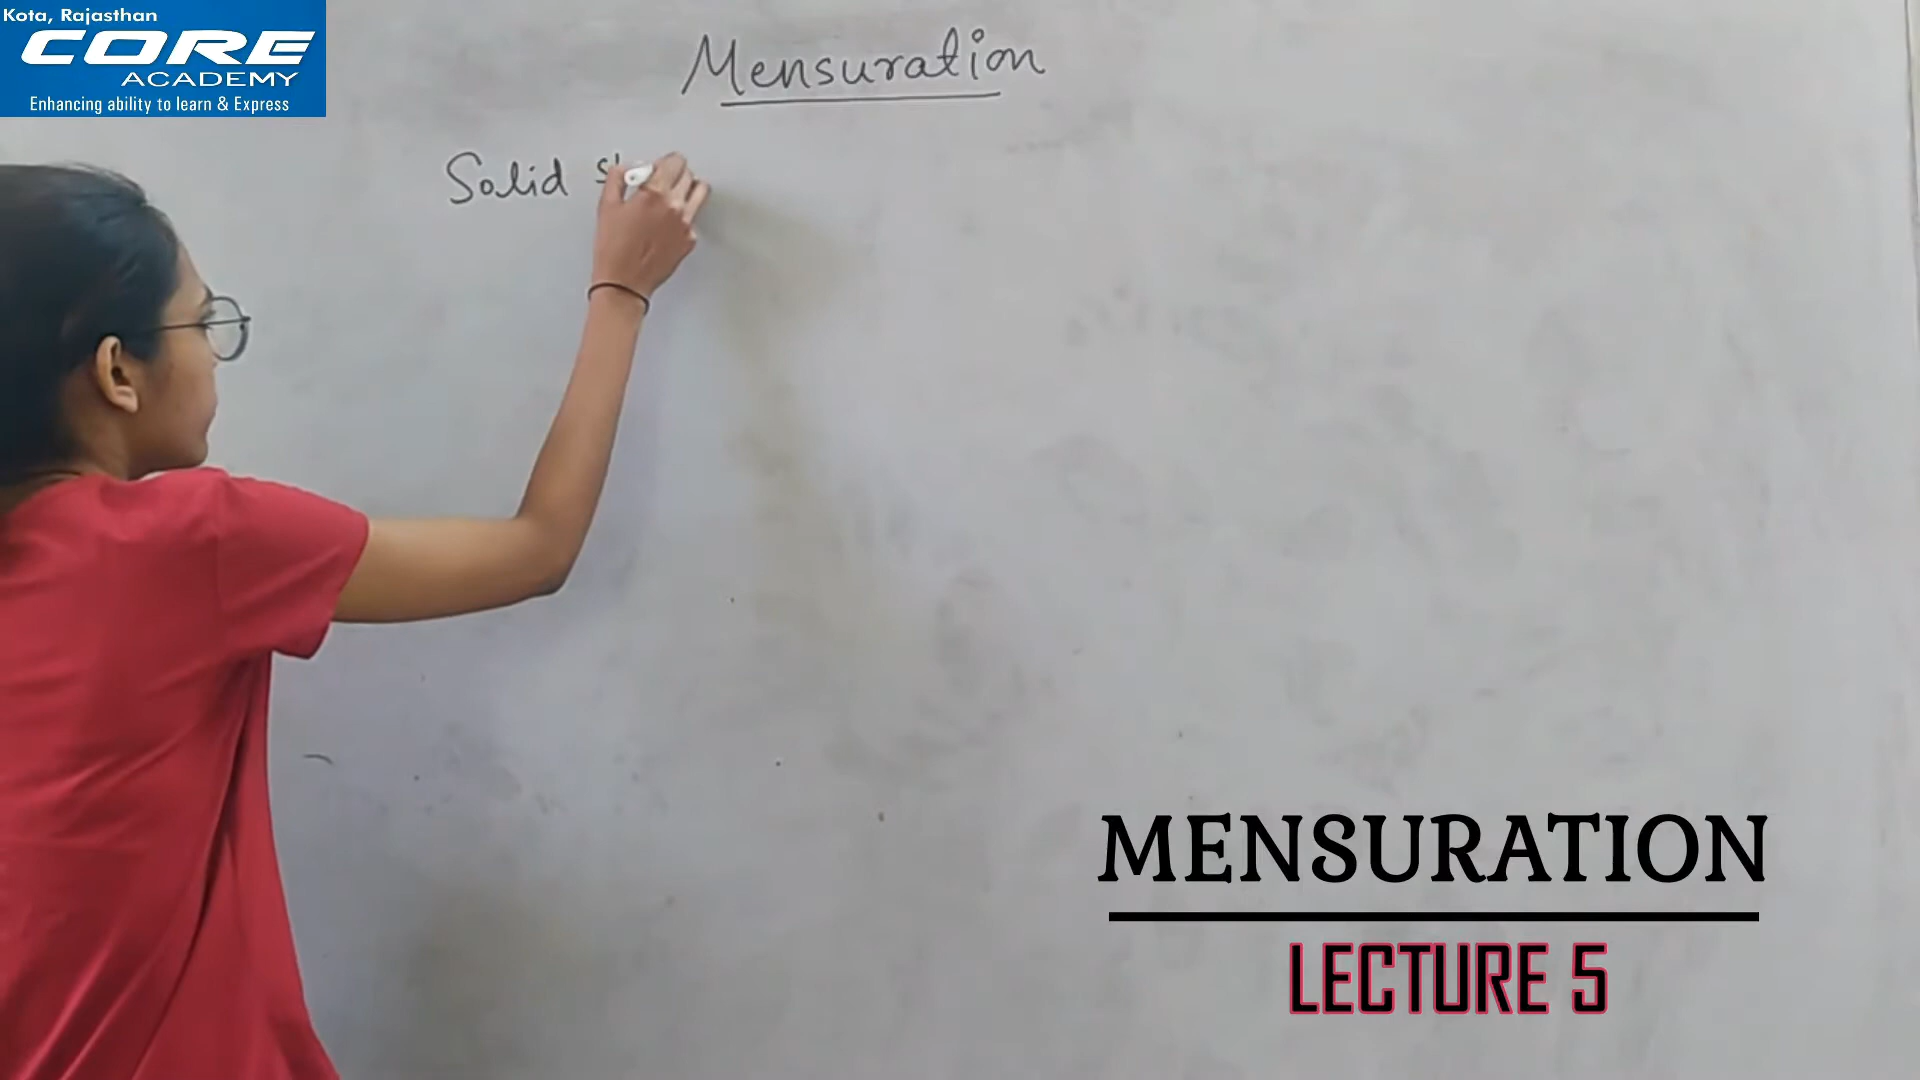 Kota, Rajasthan
CORE
ACADEMY
Enhancing ability to learn & Express
Mensuration
Solid
MENSURATION
LECTURE 5